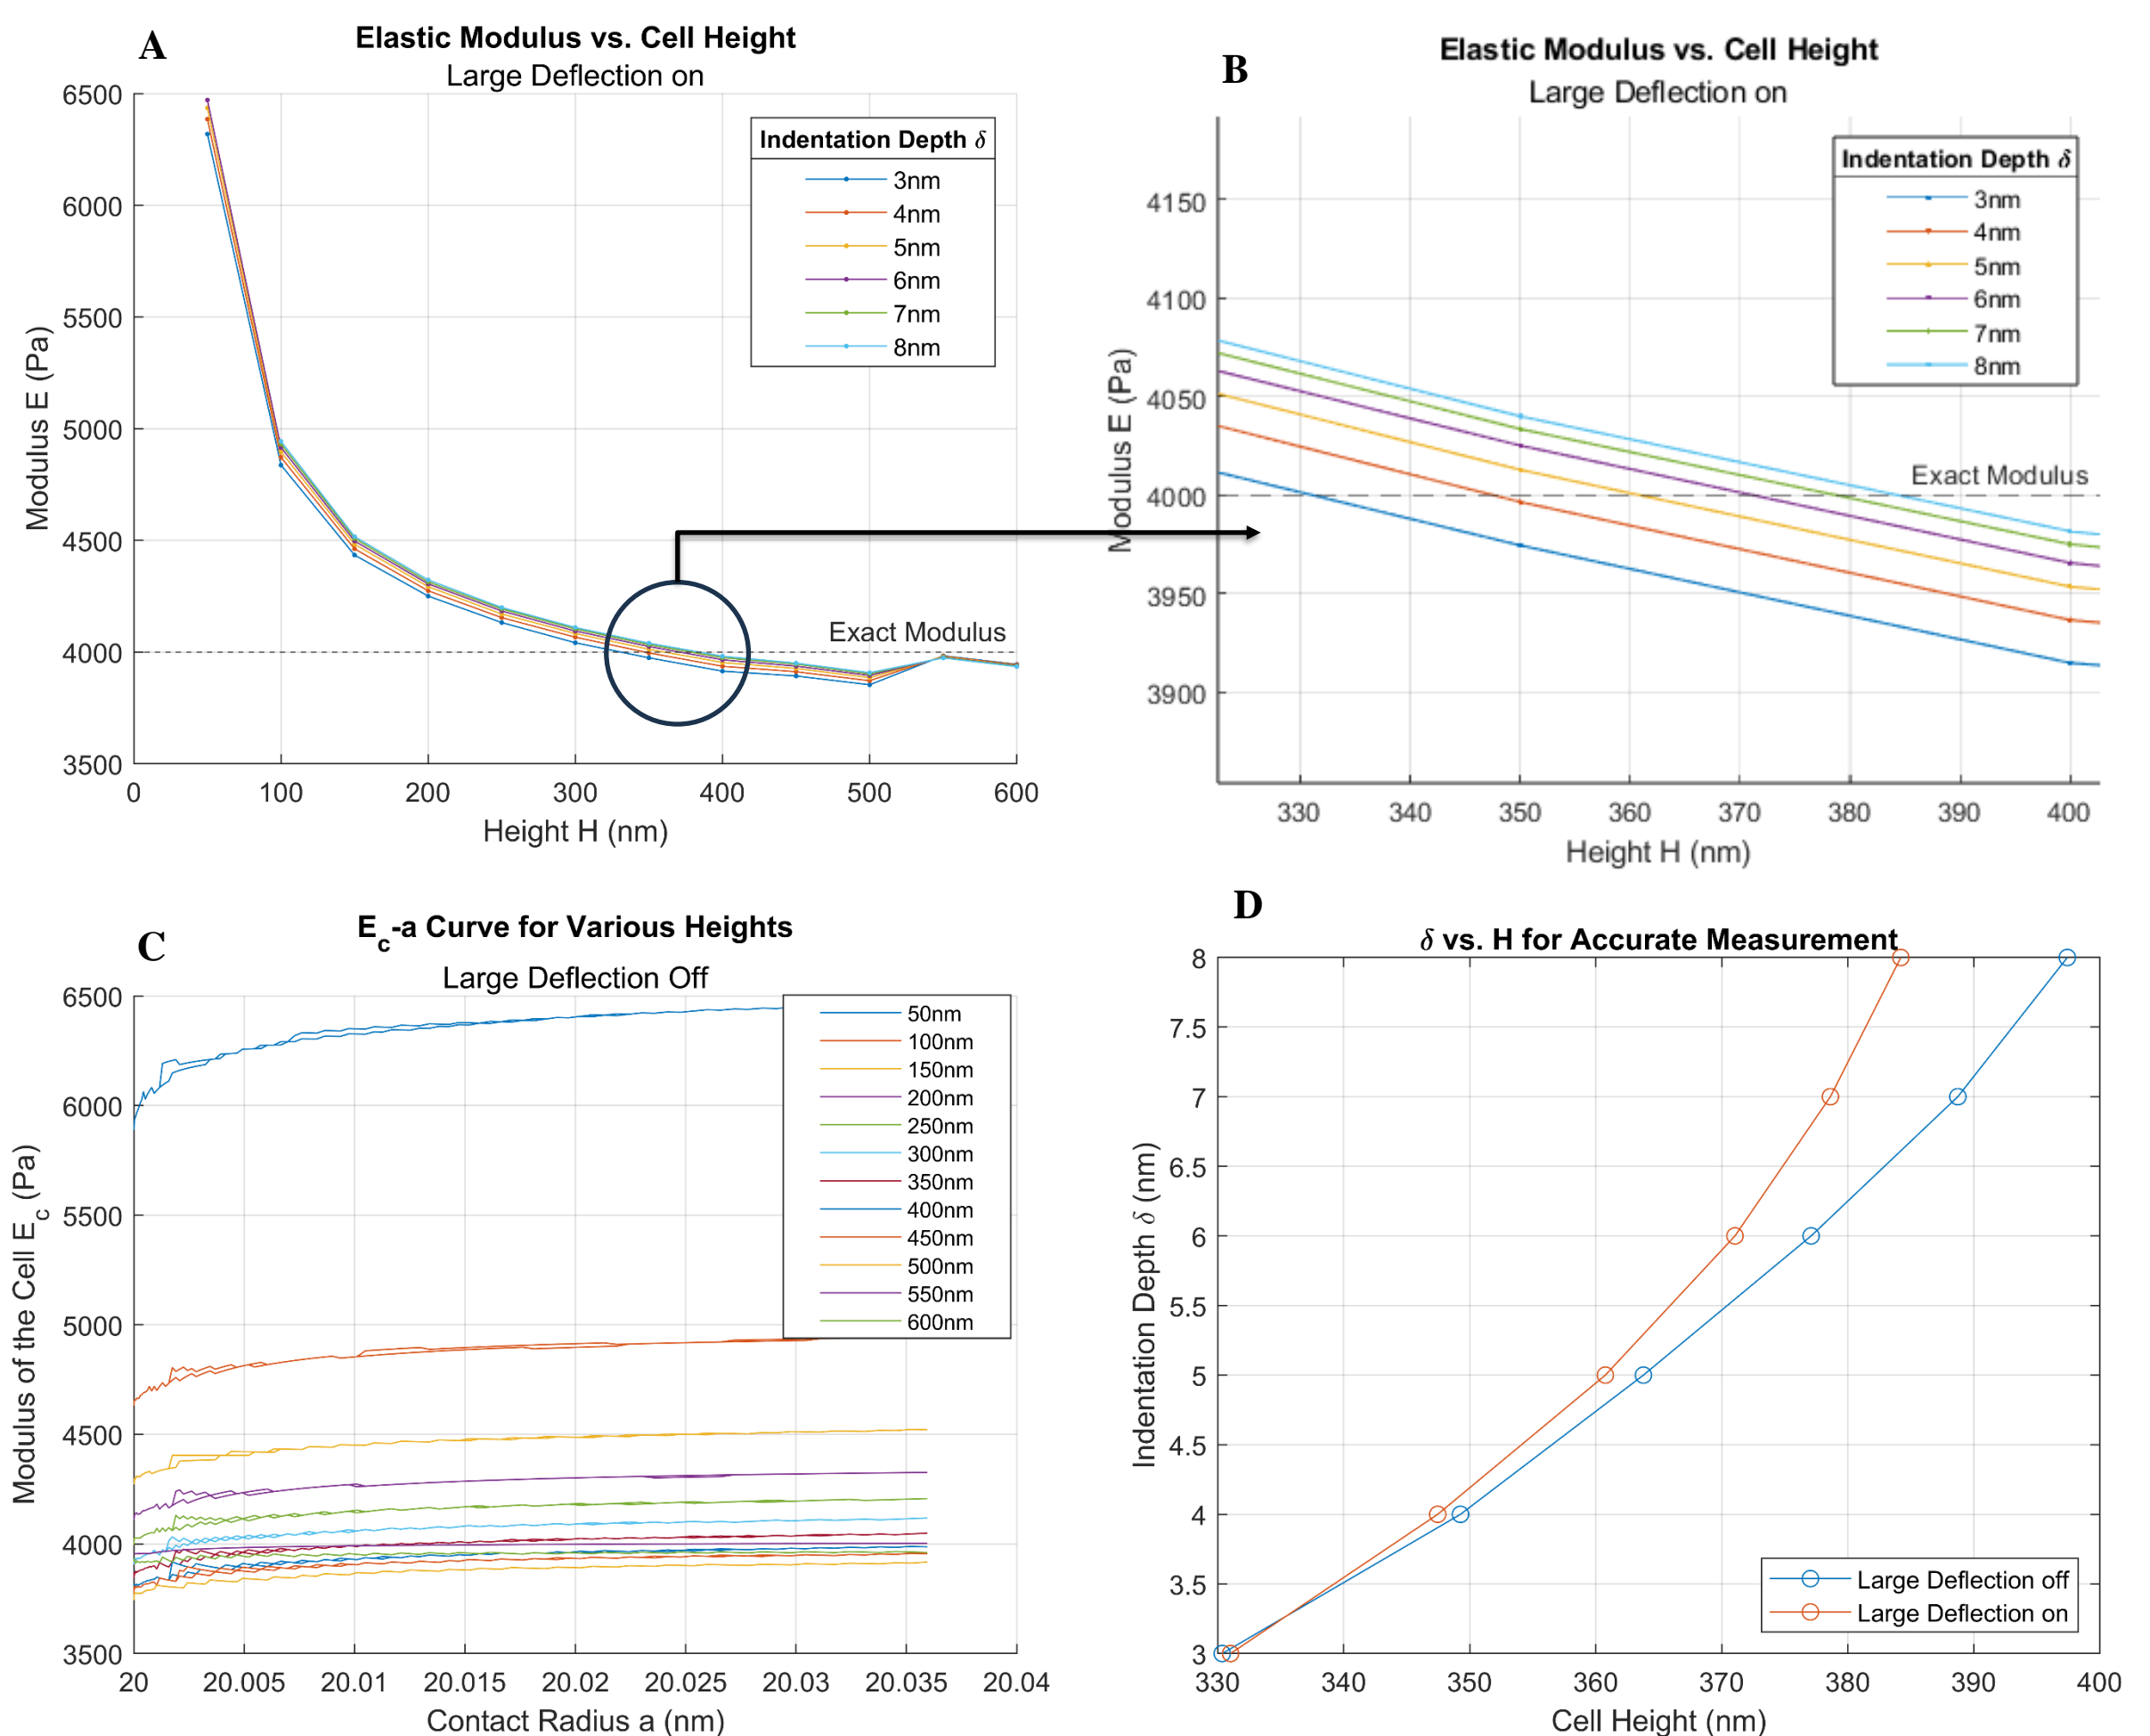 A
Elastic Modulus vs. Cell Height
Large Deflection on
6500
6000
5500
5000
4500
4000
3500
Modulus E (Pa)
Indentation Depth δ
3nm
4nm
5nm
6nm
7nm
8nm
Exact Modulus
0 100 200 300 400 500 600
Height H (nm)
B
Elastic Modulus vs. Cell Height
Large Deflection on
4150
4100
4050
4000
3950
3900
Modulus E (Pa)
Indentation Depth δ
3nm
4nm
5nm
6nm
7nm
8nm
Exact Modulus
330 340 350 360 370 380 390 400
Height H (nm)
C
E_c-a Curve for Various Heights
Large Deflection Off
6500
6000
5500
5000
4500
4000
3500
Modulus of the Cell E_c (Pa)
50nm
100nm
150nm
200nm
250nm
300nm
350nm
400nm
450nm
500nm
550nm
600nm
20 20.005 20.01 20.015 20.02 20.025 20.03 20.035 20.04
Contact Radius a (nm)
D
δ vs. H for Accurate Measurement
8
7.5
7
6.5
6
5.5
5
4.5
4
3.5
3
Indentation Depth δ (nm)
Large Deflection off
Large Deflection on
330 340 350 360 370 380 390 400
Cell Height (nm)